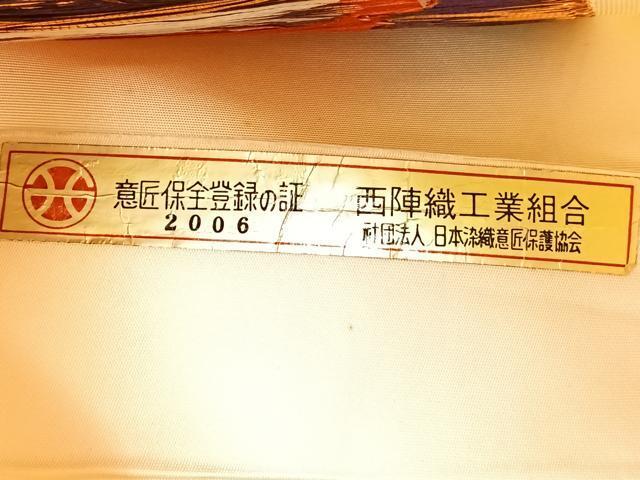 意匠保全登録の証
2006
西陣織工業組合
社団法人 日本染織意匠保護協会